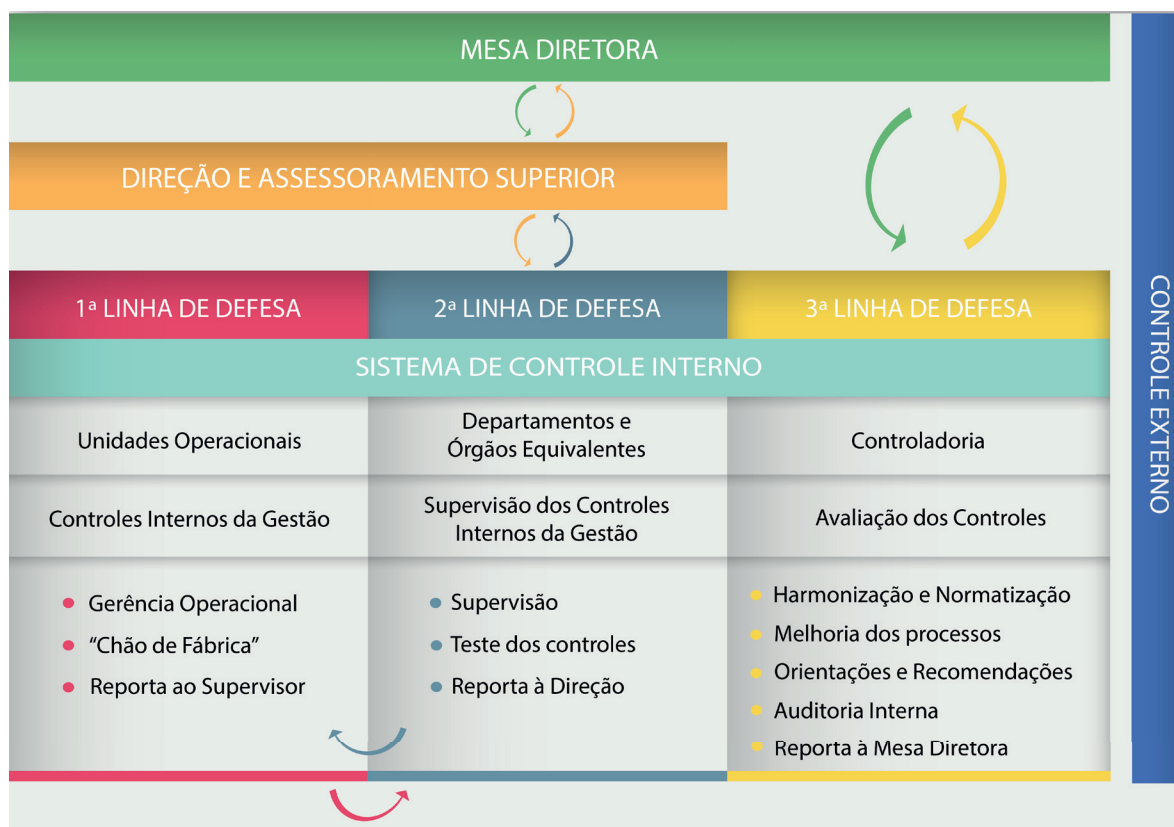 MESA DIRETORA
DIREÇÃO E ASSESSORAMENTO SUPERIOR
1ª LINHA DE DEFESA
2ª LINHA DE DEFESA
3ª LINHA DE DEFESA
SISTEMA DE CONTROLE INTERNO
Unidades Operacionais
Departamentos e
Órgãos Equivalentes
Controladoria
Controles Internos da Gestão
Supervisão dos Controles
Internos da Gestão
Avaliação dos Controles
• Gerência Operacional
• “Chão de Fábrica”
• Reporta ao Supervisor
• Supervisão
• Teste dos controles
• Reporta à Direção
• Harmonização e Normatização
• Melhoria dos processos
• Orientações e Recomendações
• Auditoria Interna
• Reporta à Mesa Diretora
CONTROLE EXTERNO